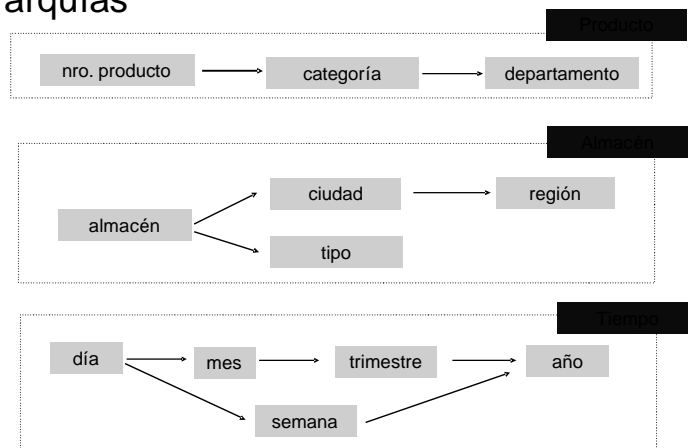 arquías
Producto
nro. producto
categoría
departamento
Almacén
ciudad
región
almacén
tipo
Tiempo
día
mes
trimestre
año
semana